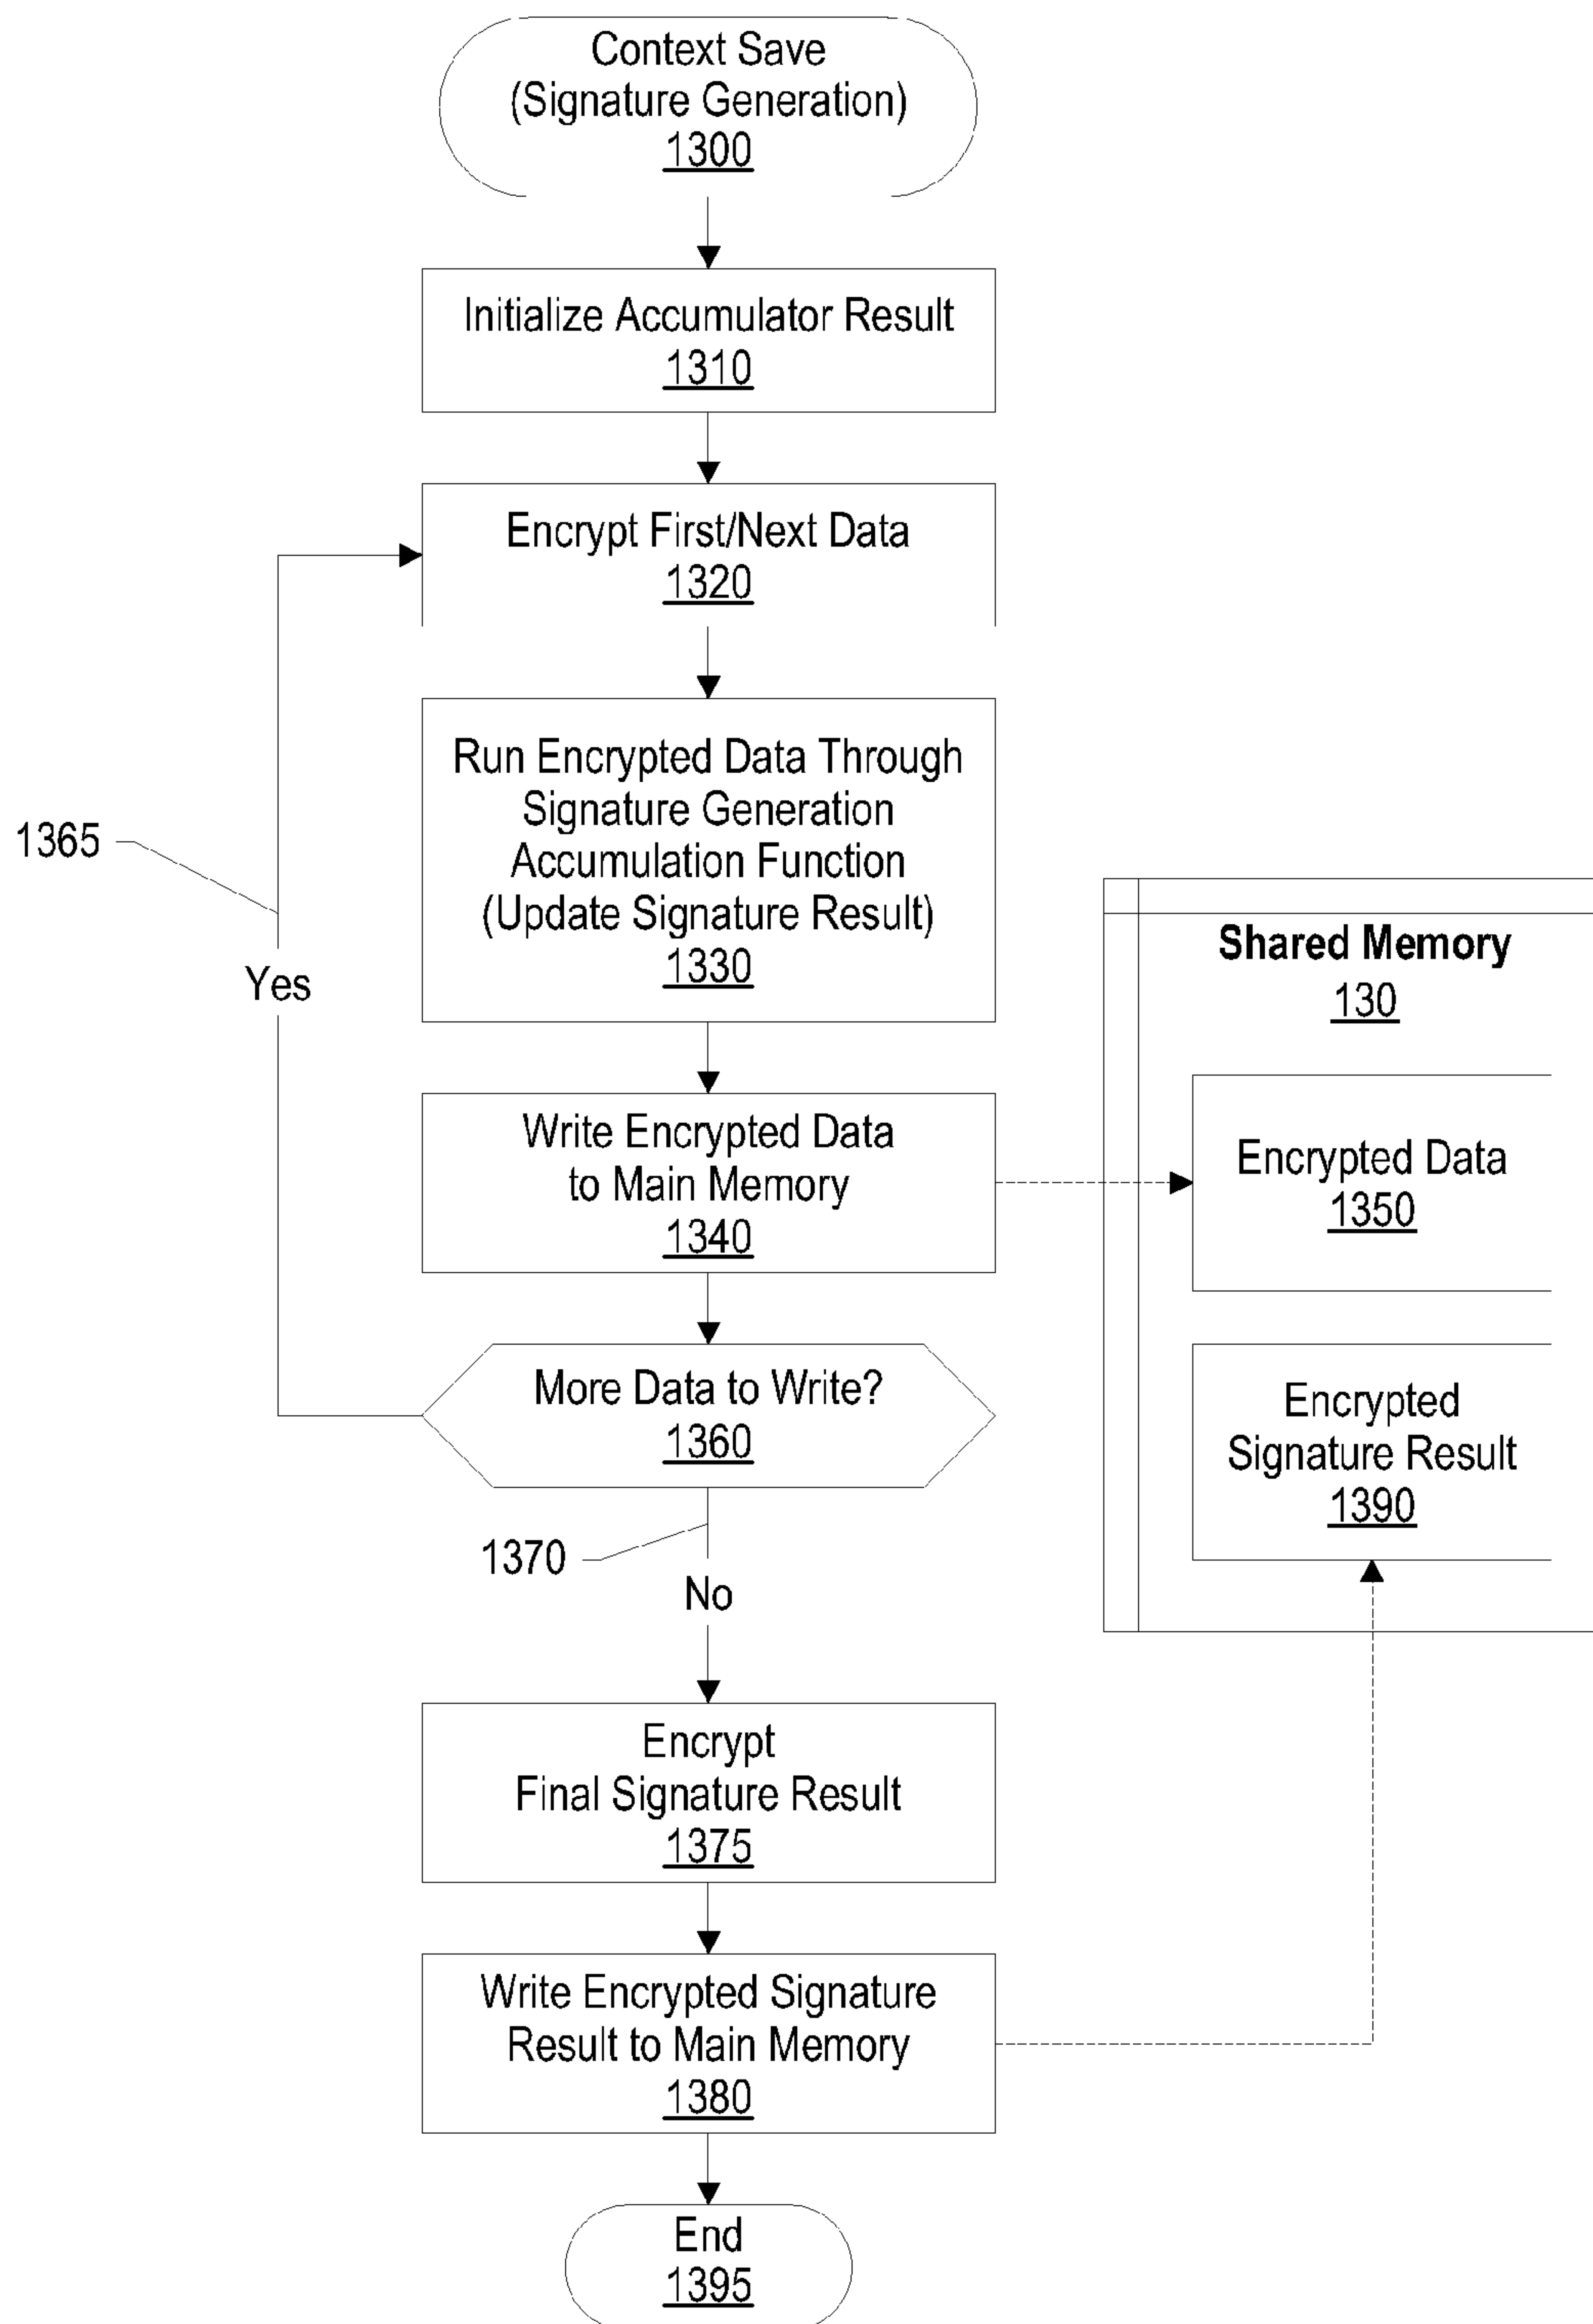 Context Save
(Signature Generation)
1300
Initialize Accumulator Result
1310
Encrypt First/Next Data
1320
Run Encrypted Data Through
Signature Generation
Accumulation Function
(Update Signature Result)
1330
1365
Yes
Shared Memory
130
Write Encrypted Data
to Main Memory
1340
Encrypted Data
1350
More Data to Write?
1360
Encrypted
Signature Result
1390
1370
No
Encrypt
Final Signature Result
1375
Write Encrypted Signature
Result to Main Memory
1380
End
1395